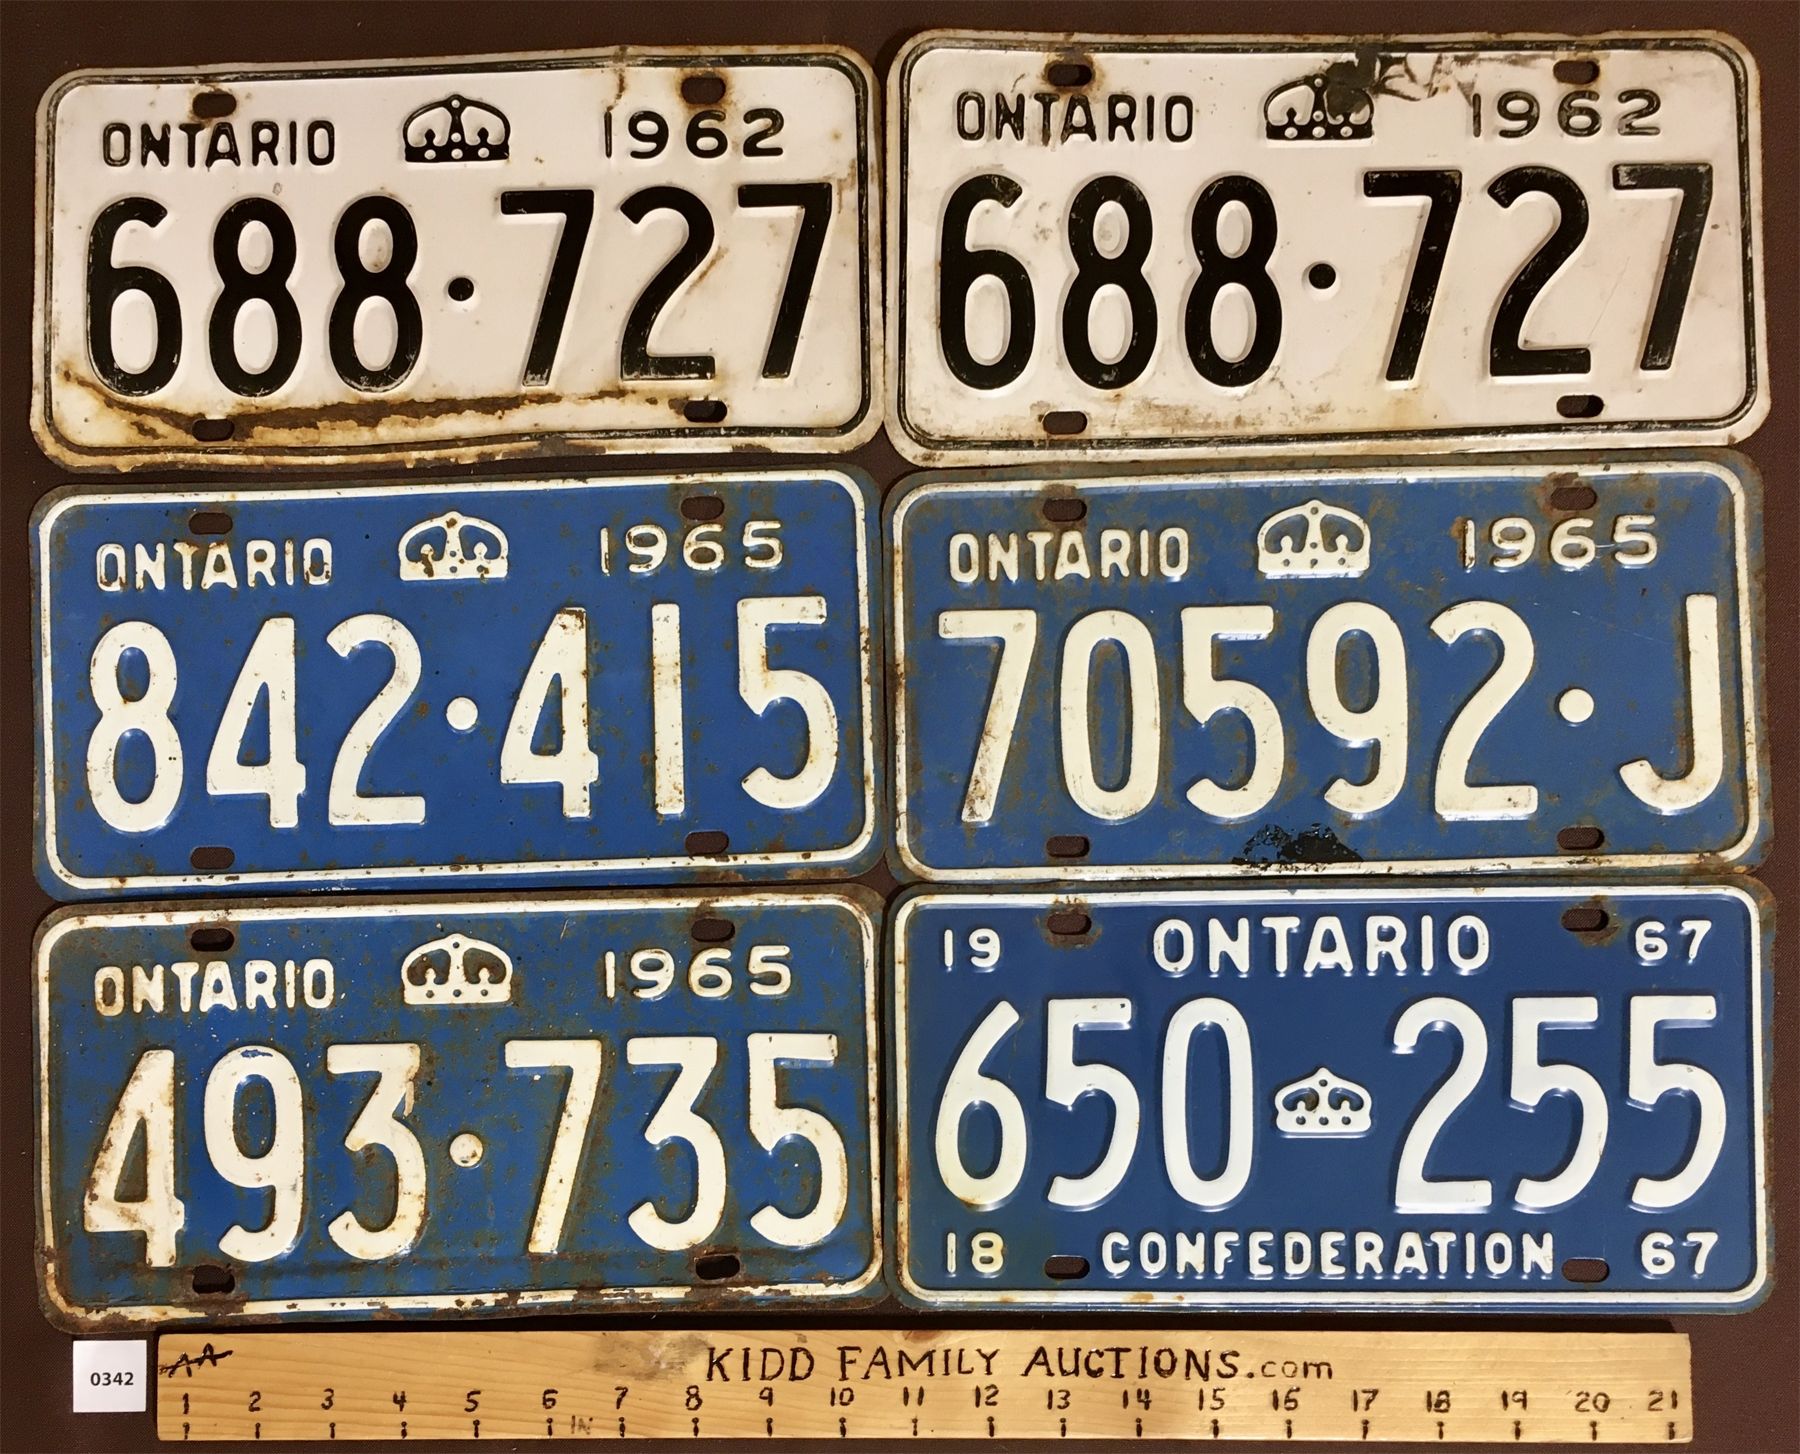 ONTARIO 1962
688·727
ONTARIO 1962
688·727
ONTARIO 1965
842·415
ONTARIO 1965
70592·J
ONTARIO 1965
493·735
19 ONTARIO 67
650 255
18 CONFEDERATION 67
0342
AA
KIDD FAMILY AUCTIONS.com
1 2 3 4 5 6 7 8 9 10 11 12 13 14 15 16 17 18 19 20 21
IN